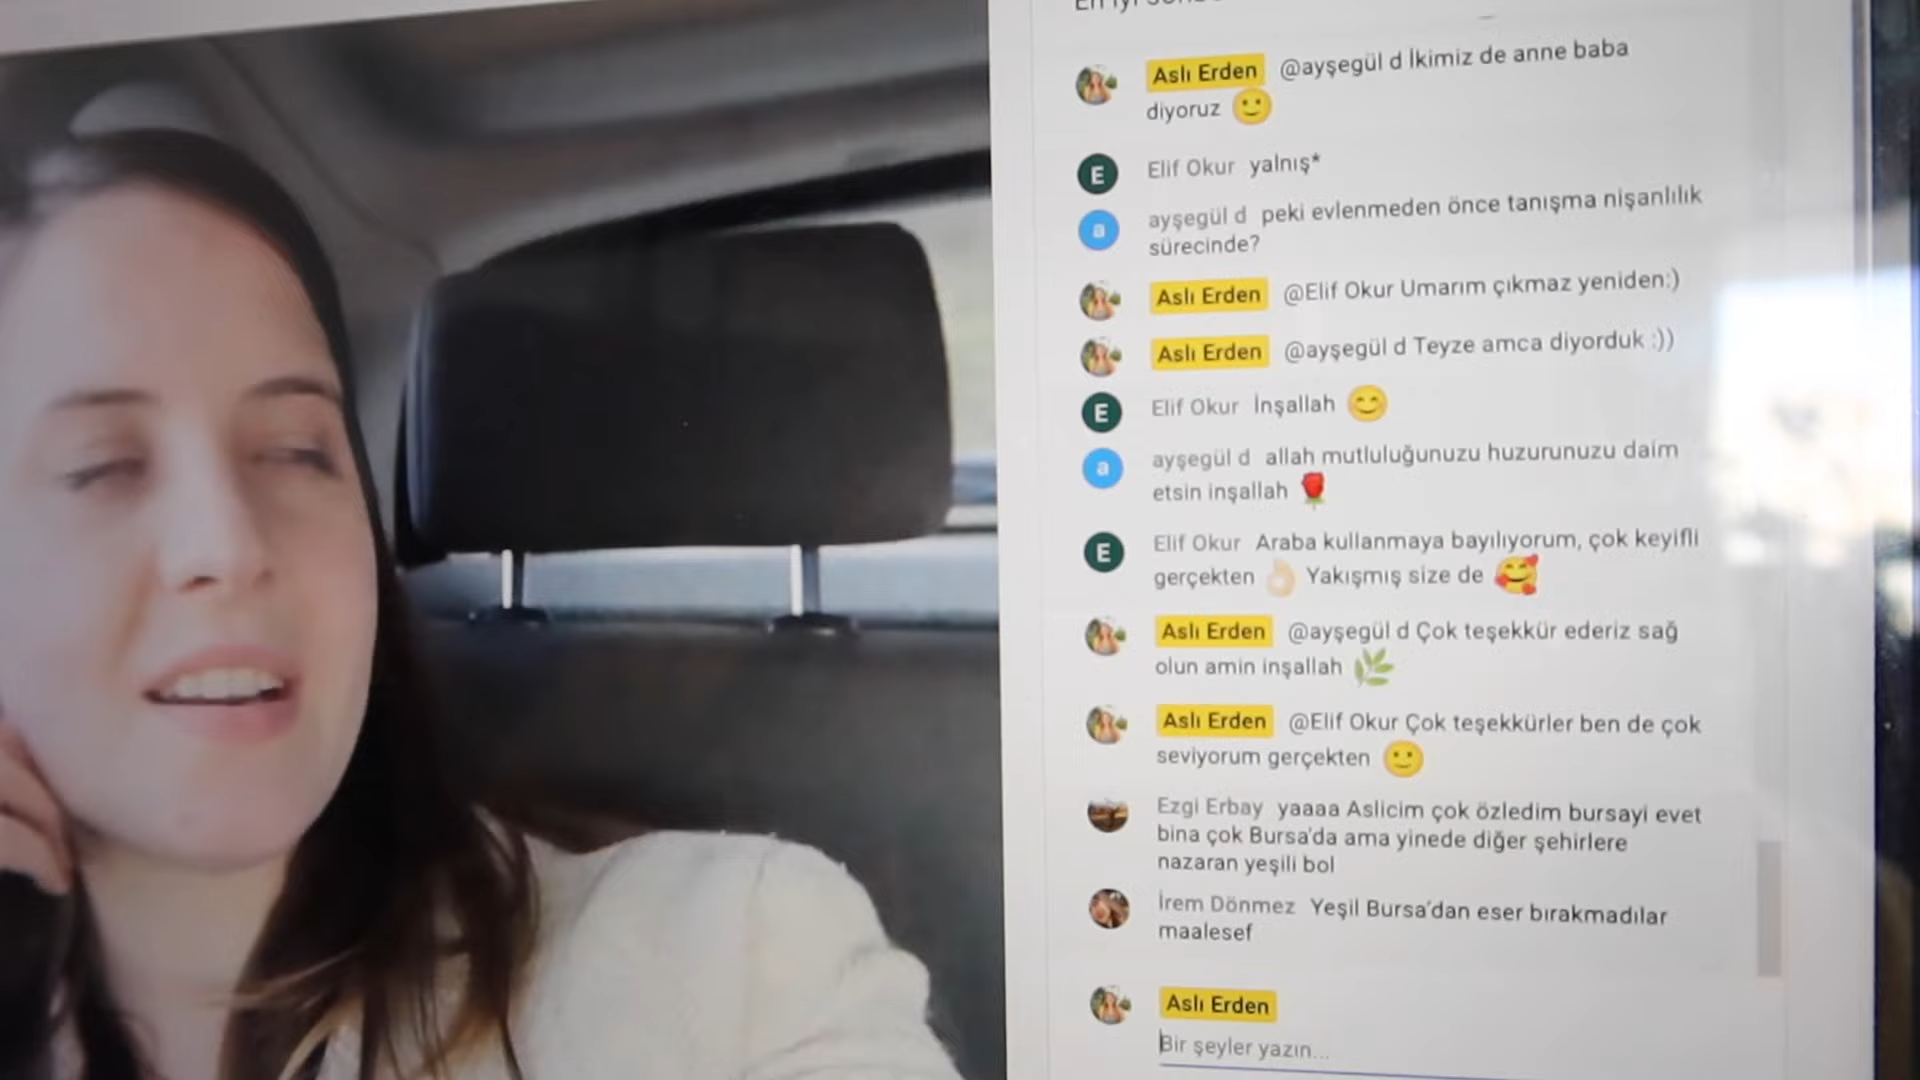 Aslı Erden @ayşegül d İkimiz de anne baba
diyoruz
E Elif Okur yalnış*
a ayşegül d peki evlenmeden önce tanışma nişanlılık
sürecinde?
Aslı Erden @Elif Okur Umarım çıkmaz yeniden:)
Aslı Erden @ayşegül d Teyze amca diyorduk :))
E Elif Okur İnşallah
a ayşegül d allah mutluluğunuzu huzurunuzu daim
etsin inşallah
E Elif Okur Araba kullanmaya bayılıyorum, çok keyifli
gerçekten Yakışmış size de
Aslı Erden @ayşegül d Çok teşekkür ederiz sağ
olun amin inşallah
Aslı Erden @Elif Okur Çok teşekkürler ben de çok
seviyorum gerçekten
Ezgi Erbay yaaaa Aslicim çok özledim bursayi evet
bina çok Bursa'da ama yinede diğer şehirlere
nazaran yeşili bol
İrem Dönmez Yeşil Bursa'dan eser bırakmadılar
maalesef
Aslı Erden
Bir şeyler yazın...